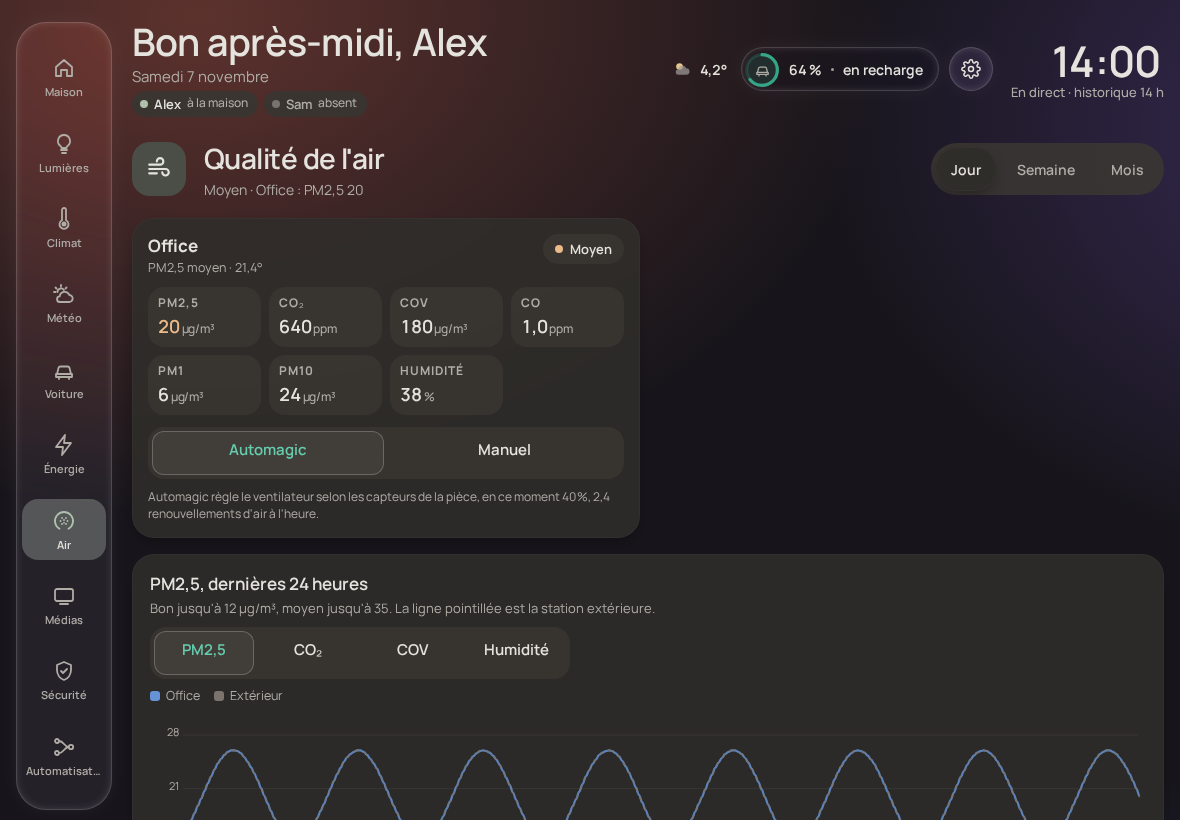 Bon après-midi, Alex
Samedi 7 novembre
Alex à la maison Sam absent
4,2°
64 % · en recharge
14:00
En direct · historique 14 h
Maison
Lumières
Climat
Météo
Voiture
Énergie
Air
Médias
Sécurité
Automatisat…
Qualité de l'air
Moyen · Office : PM2,5 20
Jour Semaine Mois
Office
PM2,5 moyen · 21,4°
Moyen
PM2,5
20 µg/m³
CO₂
640 ppm
COV
180 µg/m³
CO
1,0 ppm
PM1
6 µg/m³
PM10
24 µg/m³
HUMIDITÉ
38 %
Automagic Manuel
Automagic règle le ventilateur selon les capteurs de la pièce, en ce moment 40 %, 2,4
renouvellements d'air à l'heure.
PM2,5, dernières 24 heures
Bon jusqu'à 12 µg/m³, moyen jusqu'à 35. La ligne pointillée est la station extérieure.
PM2,5 CO₂ COV Humidité
Office Extérieur
28
21